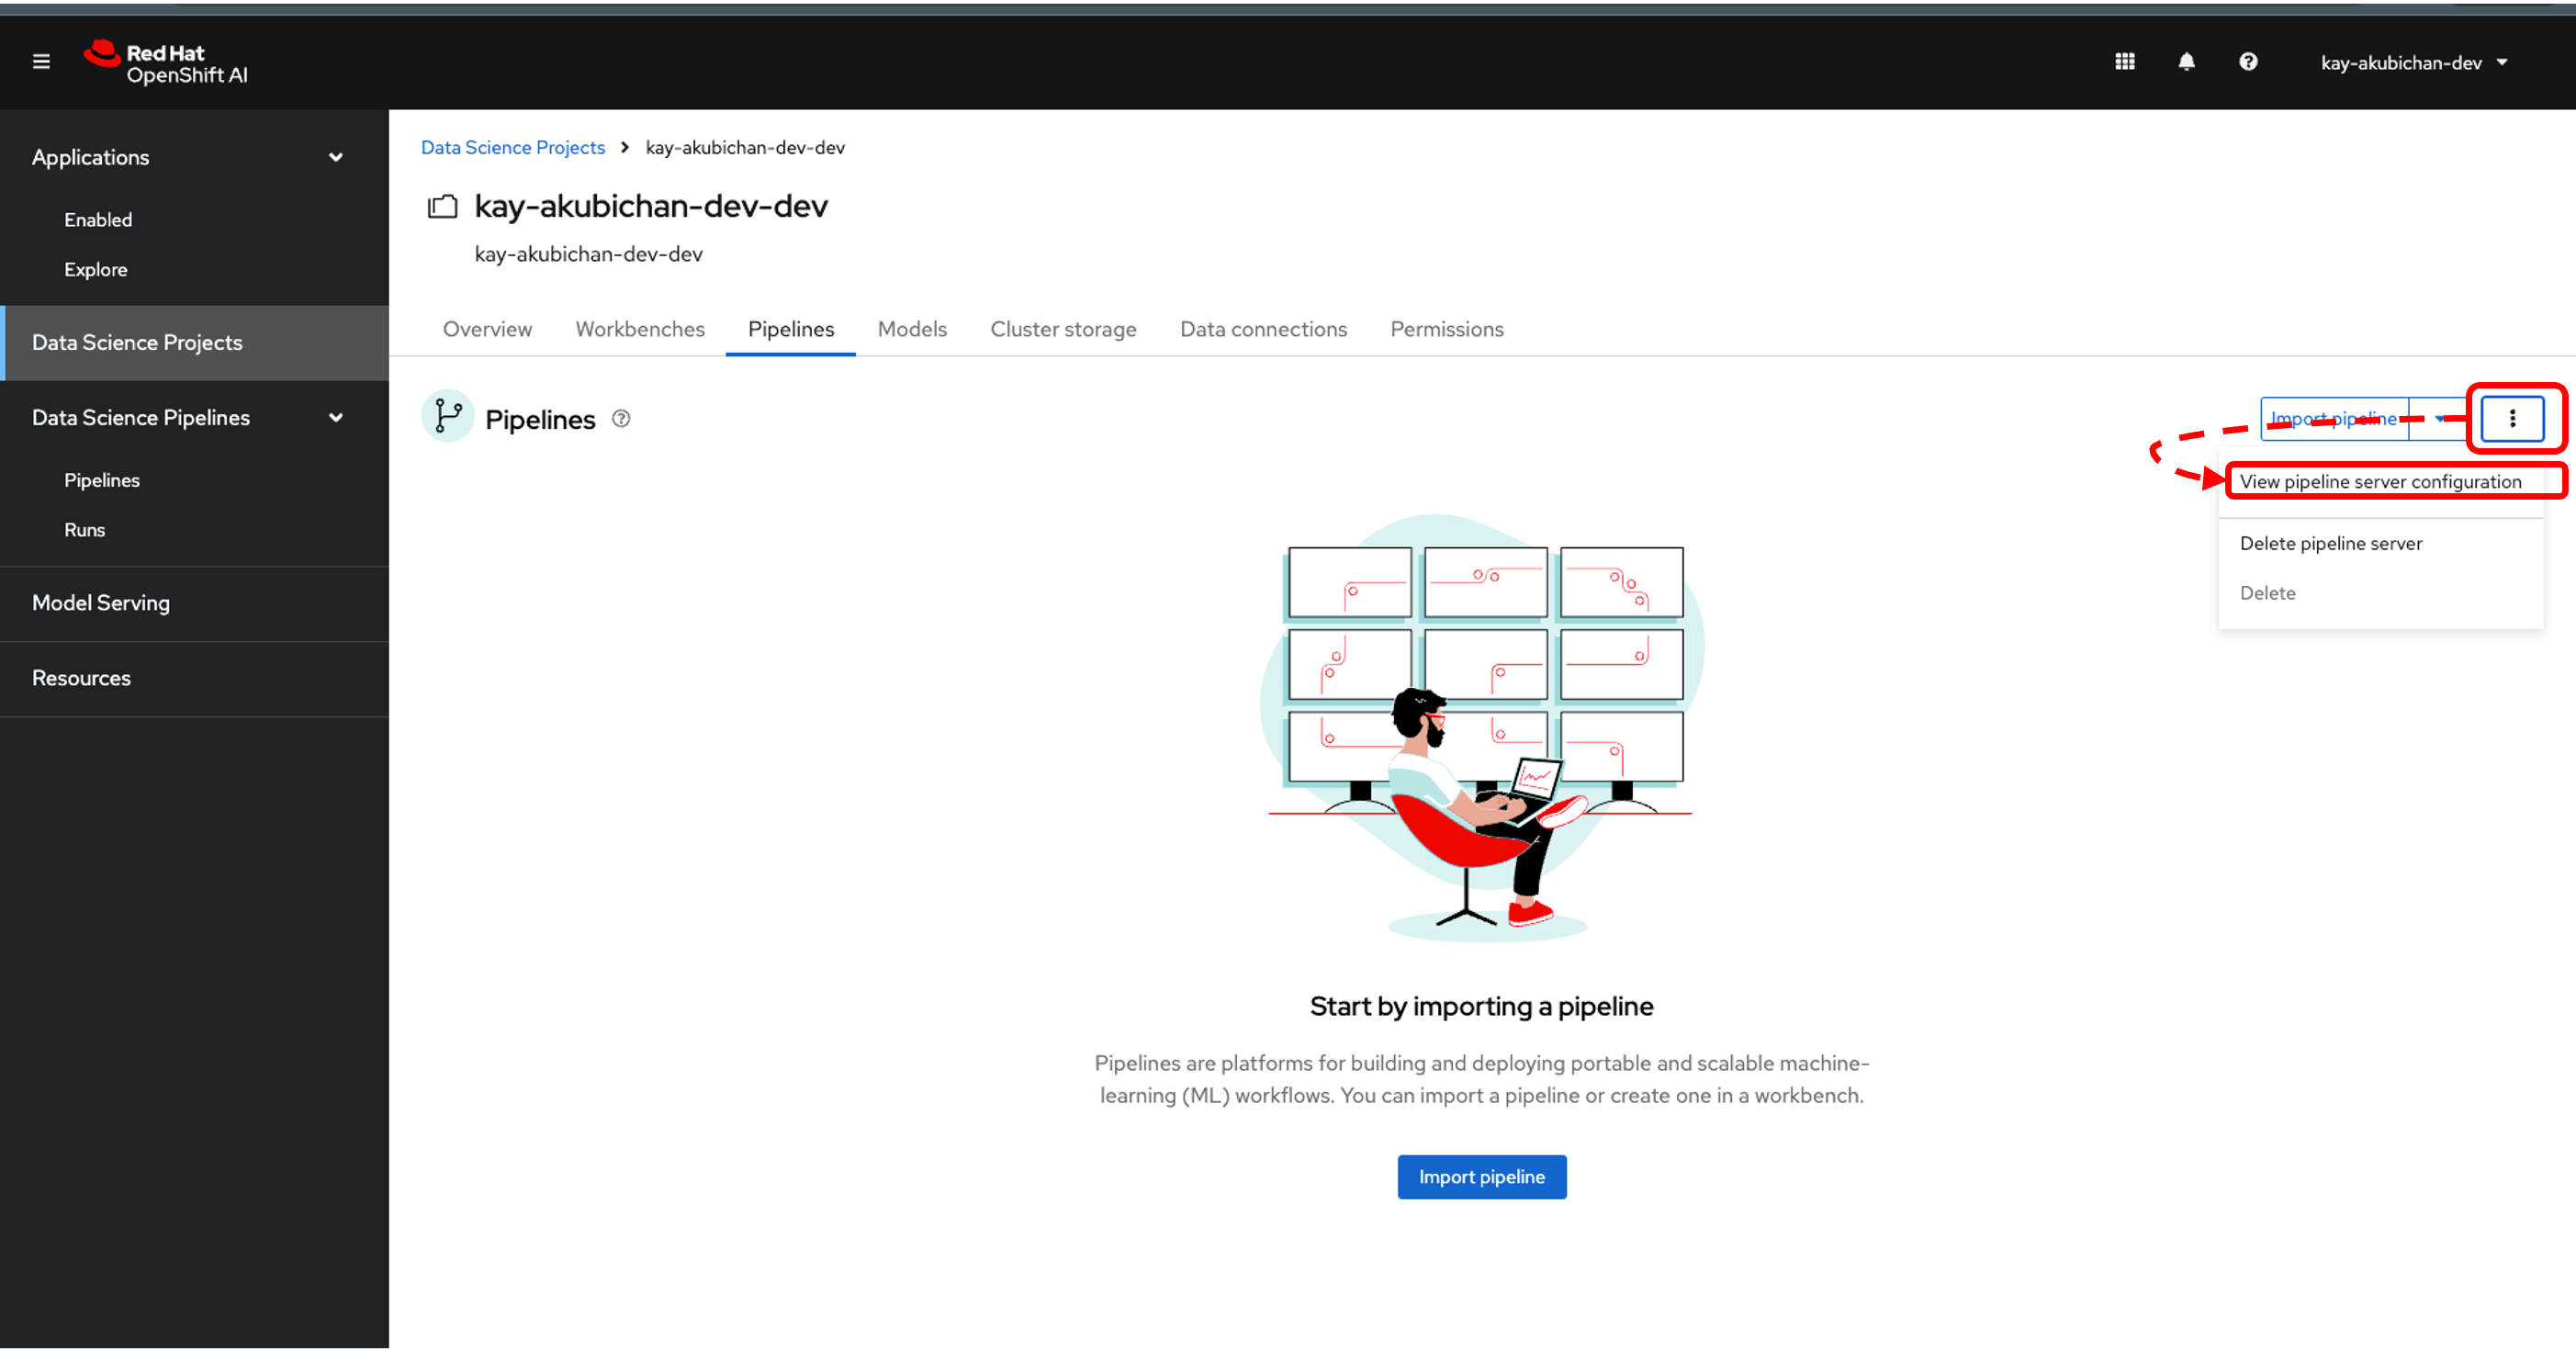 Red Hat
OpenShift AI
kay-akubichan-dev
Applications
Enabled
Explore
Data Science Projects
Data Science Pipelines
Pipelines
Runs
Model Serving
Resources
Data Science Projects > kay-akubichan-dev-dev
kay-akubichan-dev-dev
kay-akubichan-dev-dev
Overview Workbenches Pipelines Models Cluster storage Data connections Permissions
Pipelines
Import pipeline
View pipeline server configuration
Delete pipeline server
Delete
Start by importing a pipeline
Pipelines are platforms for building and deploying portable and scalable machine-
learning (ML) workflows. You can import a pipeline or create one in a workbench.
Import pipeline